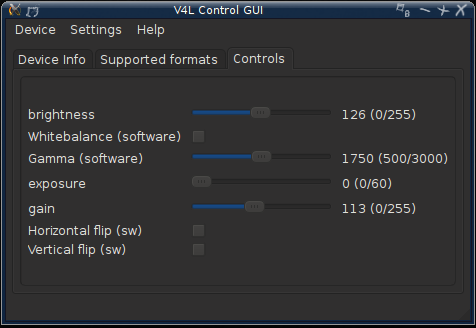 V4L Control GUI
Device Settings Help
Device Info Supported formats Controls
brightness 126 (0/255)
Whitebalance (software)
Gamma (software) 1750 (500/3000)
exposure 0 (0/60)
gain 113 (0/255)
Horizontal flip (sw)
Vertical flip (sw)